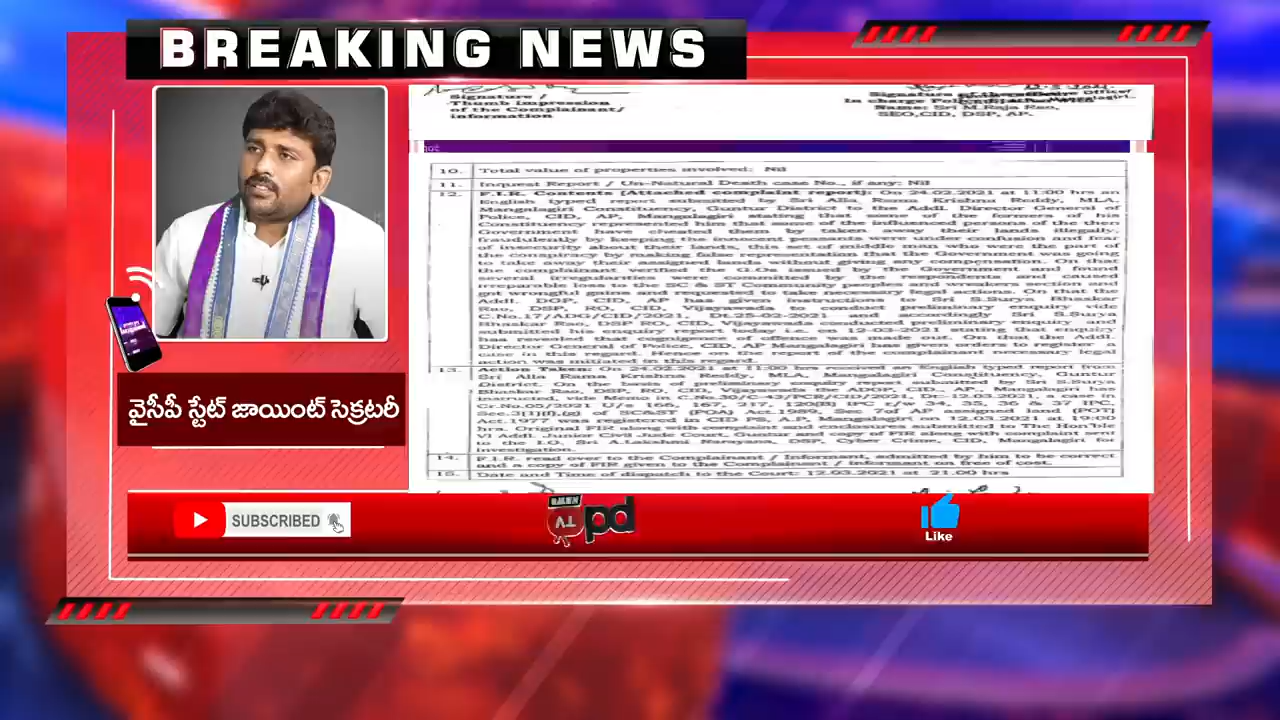 BREAKING NEWS
Signature /
Thumb impression
of the Complainant/
information
In charge Police
Name: Sri M.Raja Rao,
SEO,CID, DSP, AP.
10. Total value of properties involved: Nil
11. Inquest Report / Un-Natural Death case No., if any: Nil
12. F.I.R. Contents (Attached complaint report): On 24.02.2021 at 11:00 hrs an
English typed report submitted by Sri Alla Rama Krishna Reddy, MLA,
Mangalagiri Constituency, Guntur District to the Addl. Director General of
Police, CID, AP, Mangalagiri stating that some of the formers of his
Constituency represented him that some of the influenced persons of the then
Government have cheated them by taken away their lands illegally,
fraudulently by keeping the innocent peasants were under confusion and fear
of insecurity about their lands, this set of middle man who were the part of
the conspiracy by making false representation that the Government was going
to take away their assigned lands without giving any compensation. On that
the complainant verified the G.Os issued by the Government and found
several irregularities were committed by the respondents and caused
irreparable loss to the SC & ST Community peoples and weakers section and
got wrongful gains and requested to take necessary legal actions. On that the
Addl. DGP, CID, AP has given instructions to Sri S.Surya Bhaskar
Rao, DSP, RO, CID, Vijayawada to conduct preliminary enquiry vide
C.No.17/ADG/CID/2021, Dt.25-02-2021 and accordingly Sri S.Surya
Bhaskar Rao, DSP RO, CID, Vijayawada conducted preliminary enquiry and
submitted his enquiry report today i.e. on 12-03-2021 stating that enquiry
has revealed that cognigence of offence was made out. On that the Addl.
Director General of Police, CID, AP Mangalagiri has given orders to register a
case in this regard. Hence on the report of the complainant necessary legal
action was initiated in this regard.
13. Action Taken: On 24.02.2021 at 11:00 hrs received an English typed report from
Sri Alla Rama Krishna Reddy, MLA, Mangalagiri Constituency, Guntur
District. On the basis of preliminary enquiry report submitted by Sri S.Surya
Bhaskar Rao, DSP, RO, CID, Vijayawada the ADGP, CID, AP, Mangalagiri has
instructed, vide Memo in C.No.30/C-43/PCR/CID/2021, Dt:-12.03.2021, a case in
Cr.No.05/2021 U/s 166, 167, 217, 120(B) IPC r/w 34, 35, 36 & 37 IPC,
Sec.3(1)(f),(g) of SC&ST (POA) Act.1989, Sec 7of AP assigned land (POT)
Act.1977 was registered in CID PS, A.P, Mangalagiri on 12.03.2021 at 19:00
hrs. Original FIR along with complaint and enclosures submitted to The Hon'ble
VI Addl. Junior Civil Jude Court, Guntur and copy of FIR along with complaint sent
to the I.O. Sri A.Lakshmi Narayana, DSP, Cyber Crime, CID, Mangalagiri for
investigation.
14. F.I.R. read over to the Complainant / Informant, admitted by him to be correct
and a copy of FIR given to the Complainant / informant on free of cost.
15. Date and Time of dispatch to the Court: 12.03.2021 at 21.00 hrs
వైసీపీ స్టేట్ జాయింట్ సెక్రటరీ
SUBSCRIBED
pd
Like